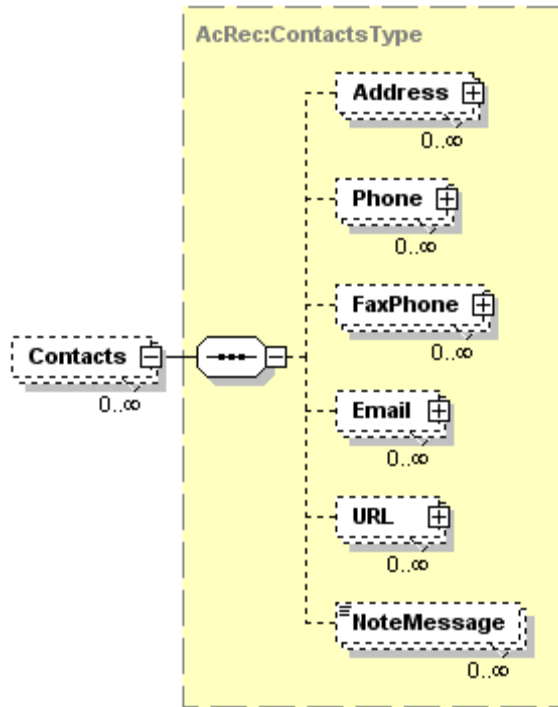 AcRec:ContactsType
Address
0..∞
Phone
0..∞
FaxPhone
0..∞
Contacts
0..∞
Email
0..∞
URL
0..∞
NoteMessage
0..∞